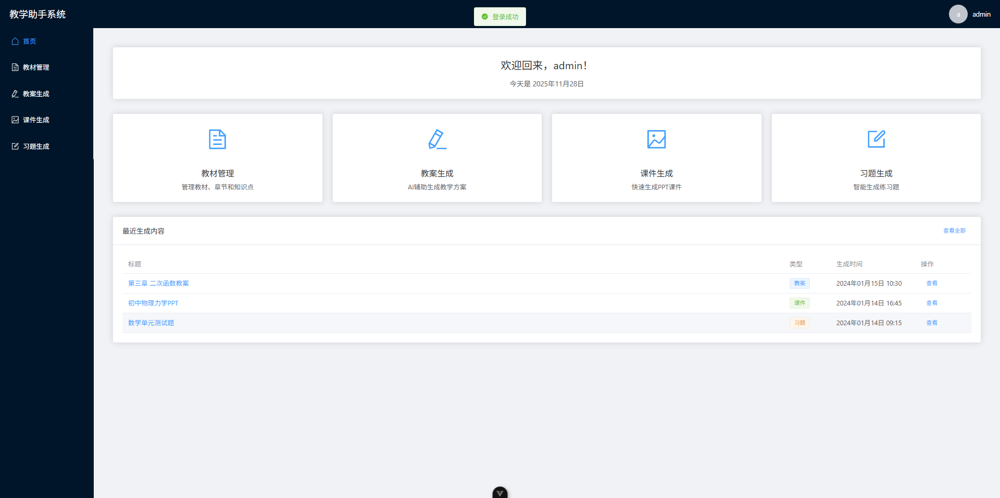 教学助手系统
登录成功
a
admin
首页
教材管理
教案生成
课件生成
习题生成
欢迎回来，admin！
今天是 2025年11月28日
教材管理
管理教材、章节和知识点
教案生成
AI辅助生成教学方案
课件生成
快速生成PPT课件
习题生成
智能生成练习题
最近生成内容
查看全部
标题 类型 生成时间 操作
第三章 二次函数教案 教案 2024年01月15日 10:30 查看
初中物理力学PPT 课件 2024年01月14日 16:45 查看
数学单元测试题 习题 2024年01月14日 09:15 查看